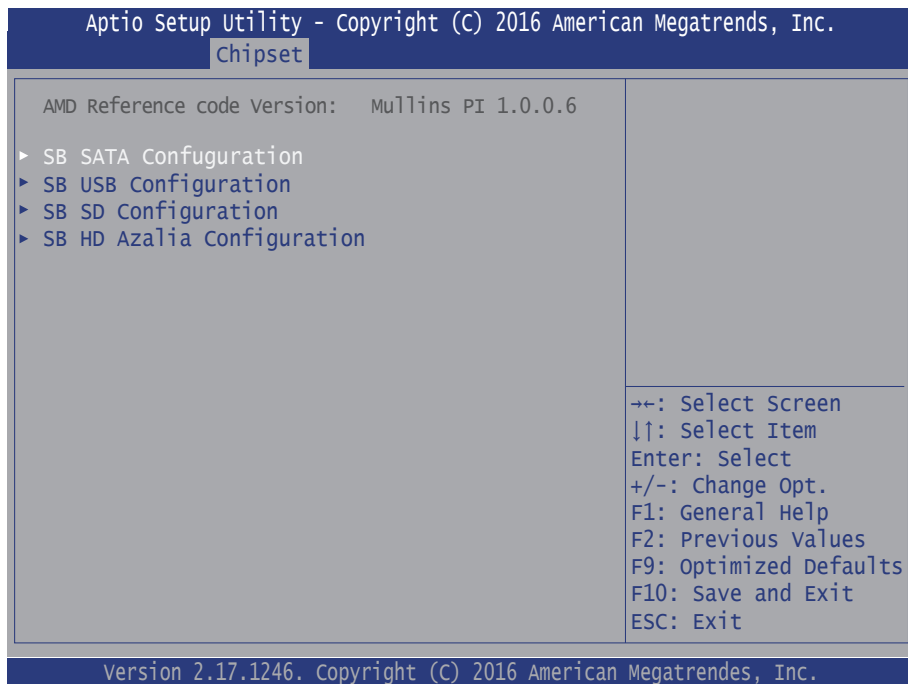 Aptio Setup Utility - Copyright (C) 2016 American Megatrends, Inc.
Chipset
AMD Reference code Version: Mullins PI 1.0.0.6
► SB SATA Confuguration
► SB USB Configuration
► SB SD Configuration
► SB HD Azalia Configuration
→←: Select Screen
↓↑: Select Item
Enter: Select
+/-: Change Opt.
F1: General Help
F2: Previous Values
F9: Optimized Defaults
F10: Save and Exit
ESC: Exit
Version 2.17.1246. Copyright (C) 2016 American Megatrendes, Inc.